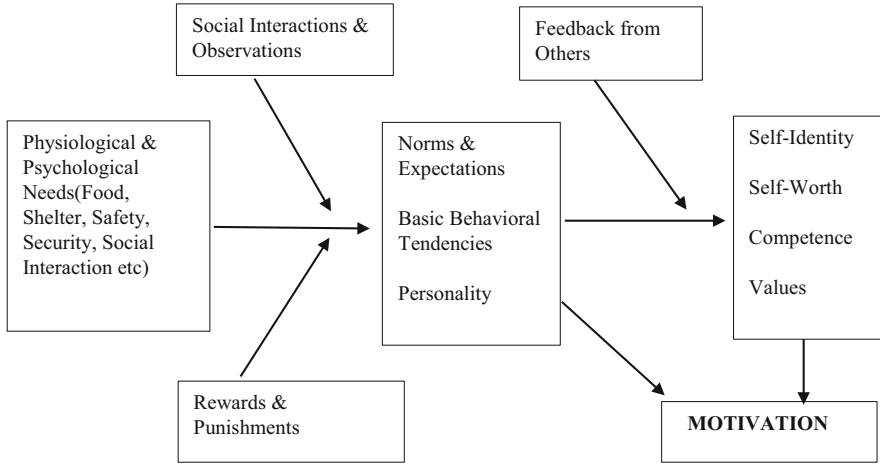 Social Interactions &
Observations
Feedback from
Others
Physiological &
Psychological
Needs(Food,
Shelter, Safety,
Security, Social
Interaction etc)
Norms &
Expectations
Basic Behavioral
Tendencies
Personality
Self-Identity
Self-Worth
Competence
Values
Rewards &
Punishments
MOTIVATION